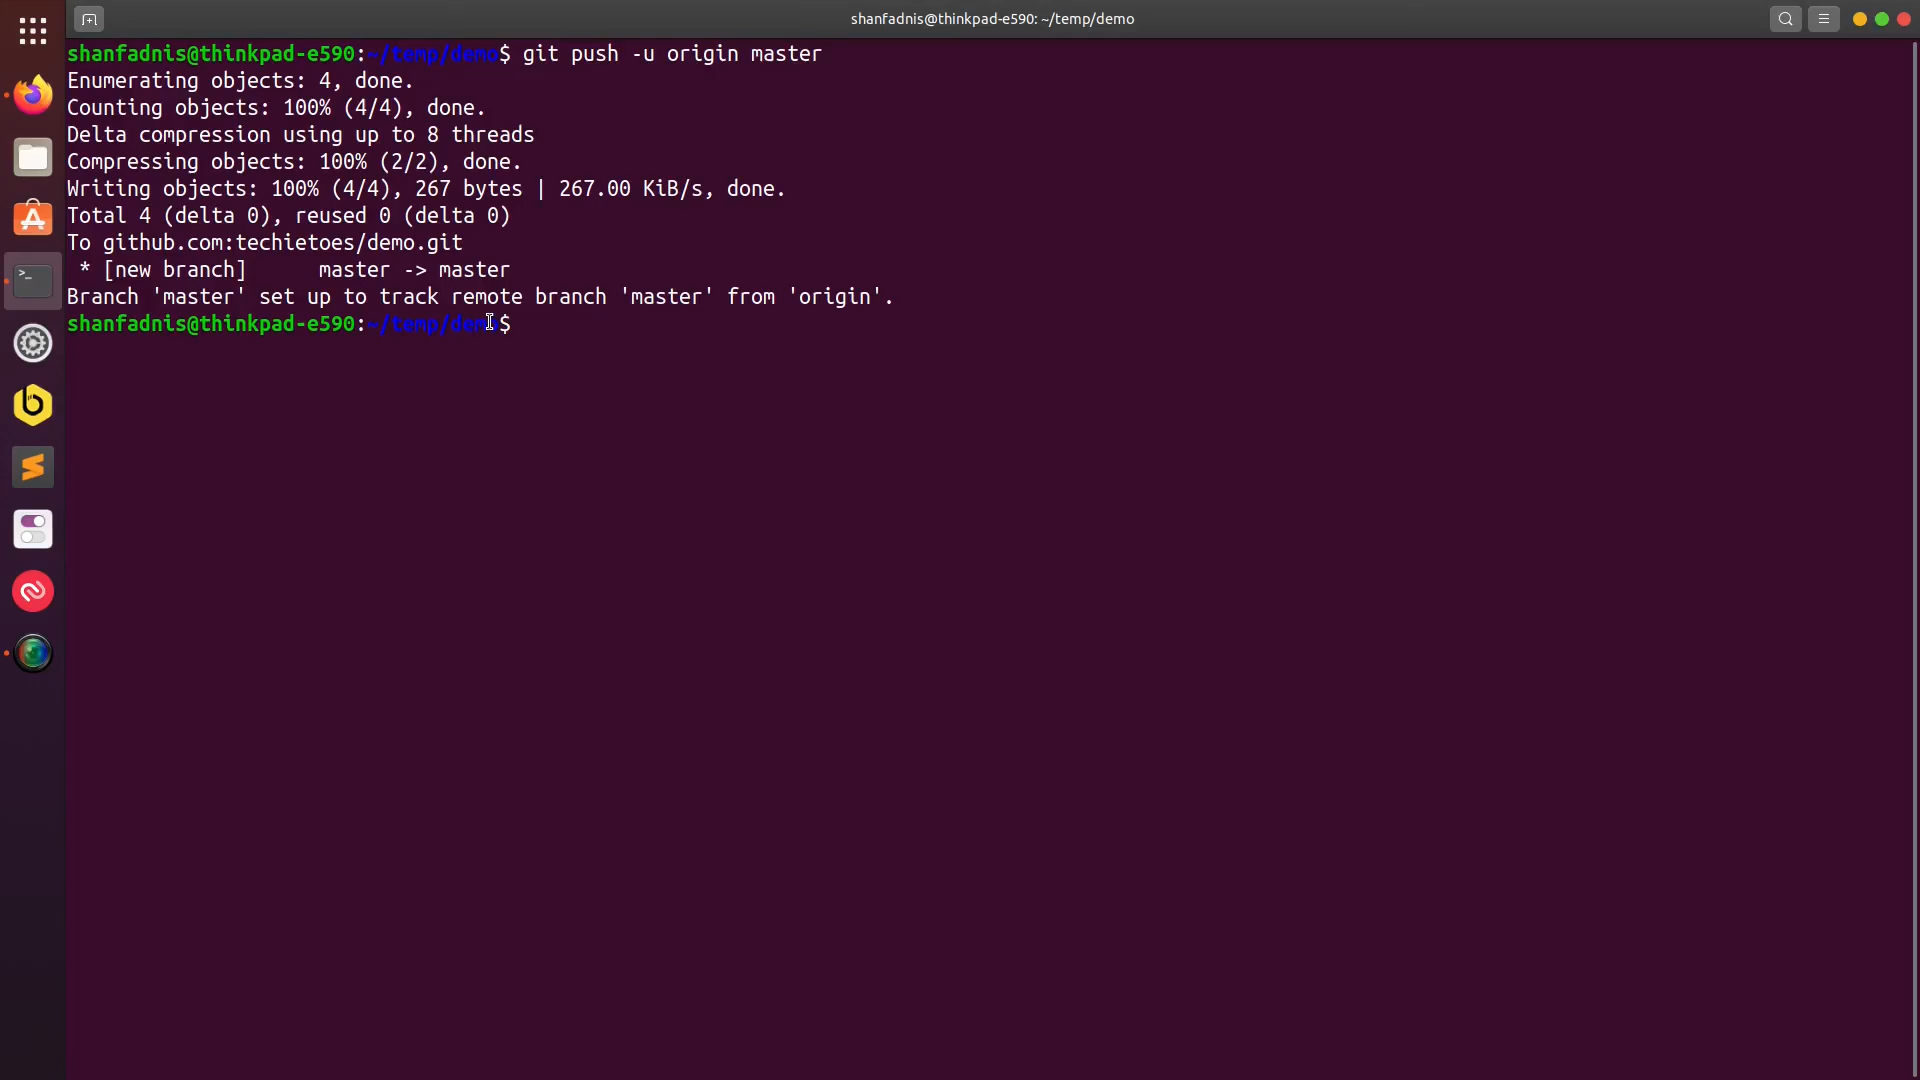 shanfadnis@thinkpad-e590: ~/temp/demo
shanfadnis@thinkpad-e590:~/temp/demo$ git push -u origin master
Enumerating objects: 4, done.
Counting objects: 100% (4/4), done.
Delta compression using up to 8 threads
Compressing objects: 100% (2/2), done.
Writing objects: 100% (4/4), 267 bytes | 267.00 KiB/s, done.
Total 4 (delta 0), reused 0 (delta 0)
To github.com:techietoes/demo.git
 * [new branch]      master -> master
Branch 'master' set up to track remote branch 'master' from 'origin'.
shanfadnis@thinkpad-e590:~/temp/demo$